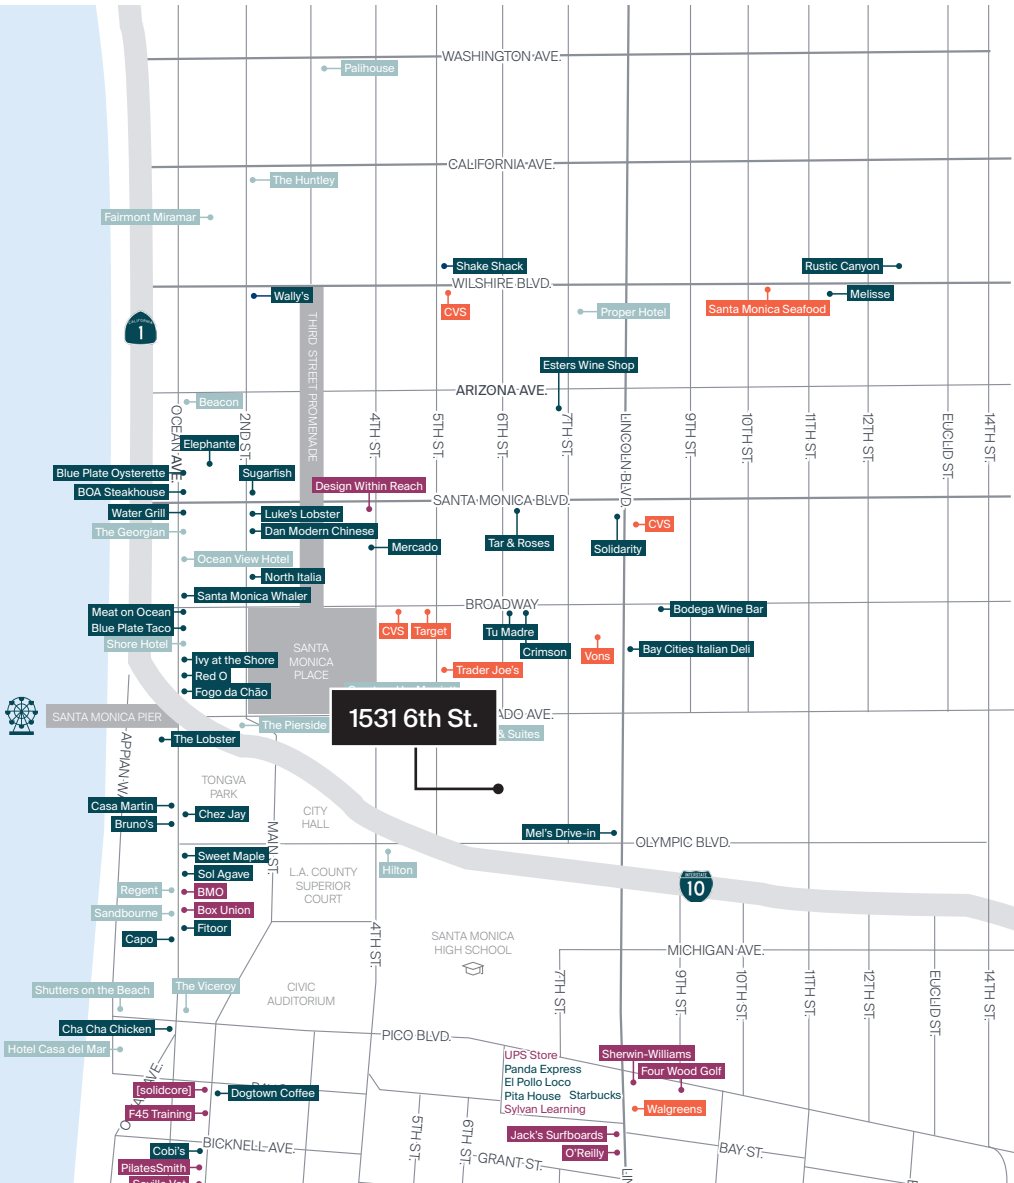 WASHINGTON AVE.
Palihouse
CALIFORNIA AVE.
The Huntley
Fairmont Miramar
Shake Shack
Rustic Canyon
WILSHIRE BLVD.
Wally's
CVS
Proper Hotel
Santa Monica Seafood
Melisse
CALIFORNIA
1
THIRD STREET PROMENADE
Esters Wine Shop
ARIZONA AVE.
Beacon
OCEAN AVE.
2ND ST.
4TH ST.
5TH ST.
6TH ST.
7TH ST.
LINCOLN BLVD.
9TH ST.
10TH ST.
11TH ST.
12TH ST.
EUCLID ST.
14TH ST.
Elephante
Blue Plate Oysterette
Sugarfish
BOA Steakhouse
Design Within Reach
SANTA MONICA BLVD.
Water Grill
Luke's Lobster
The Georgian
Dan Modern Chinese
Mercado
Tar & Roses
Solidarity
CVS
Ocean View Hotel
North Italia
Santa Monica Whaler
BROADWAY
Meat on Ocean
Blue Plate Taco
Shore Hotel
CVS
Target
Tu Madre
Crimson
Vons
Bodega Wine Bar
Bay Cities Italian Deli
Ivy at the Shore
Red O
Fogo da Chão
SANTA
MONICA
PLACE
Trader Joe's
1531 6th St.
ADO AVE.
& Suites
SANTA MONICA PIER
The Pierside
The Lobster
APPIAN WA
TONGVA
PARK
Casa Martin
Chez Jay
Bruno's
CITY
HALL
MAIN ST.
Mel's Drive-in
OLYMPIC BLVD.
Sweet Maple
Sol Agave
Hilton
L.A. COUNTY
SUPERIOR
COURT
INTERSTATE
10
Regent
BMO
Sandbourne
Box Union
Fitoor
Capo
4TH ST.
SANTA MONICA
HIGH SCHOOL
MICHIGAN AVE.
7TH ST.
9TH ST.
10TH ST.
11TH ST.
12TH ST.
EUCLID ST.
14TH ST.
Shutters on the Beach
The Viceroy
CIVIC
AUDITORIUM
Cha Cha Chicken
PICO BLVD.
Hotel Casa del Mar
UPS Store
Panda Express
El Pollo Loco
Pita House
Starbucks
Sylvan Learning
Sherwin-Williams
Four Wood Golf
Walgreens
AVE.
[solidcore]
Dogtown Coffee
F45 Training
5TH ST.
6TH ST.
Jack's Surfboards
O'Reilly
BICKNELL AVE.
Cobi's
PilatesSmith
GRANT ST.
BAY ST.
LIN